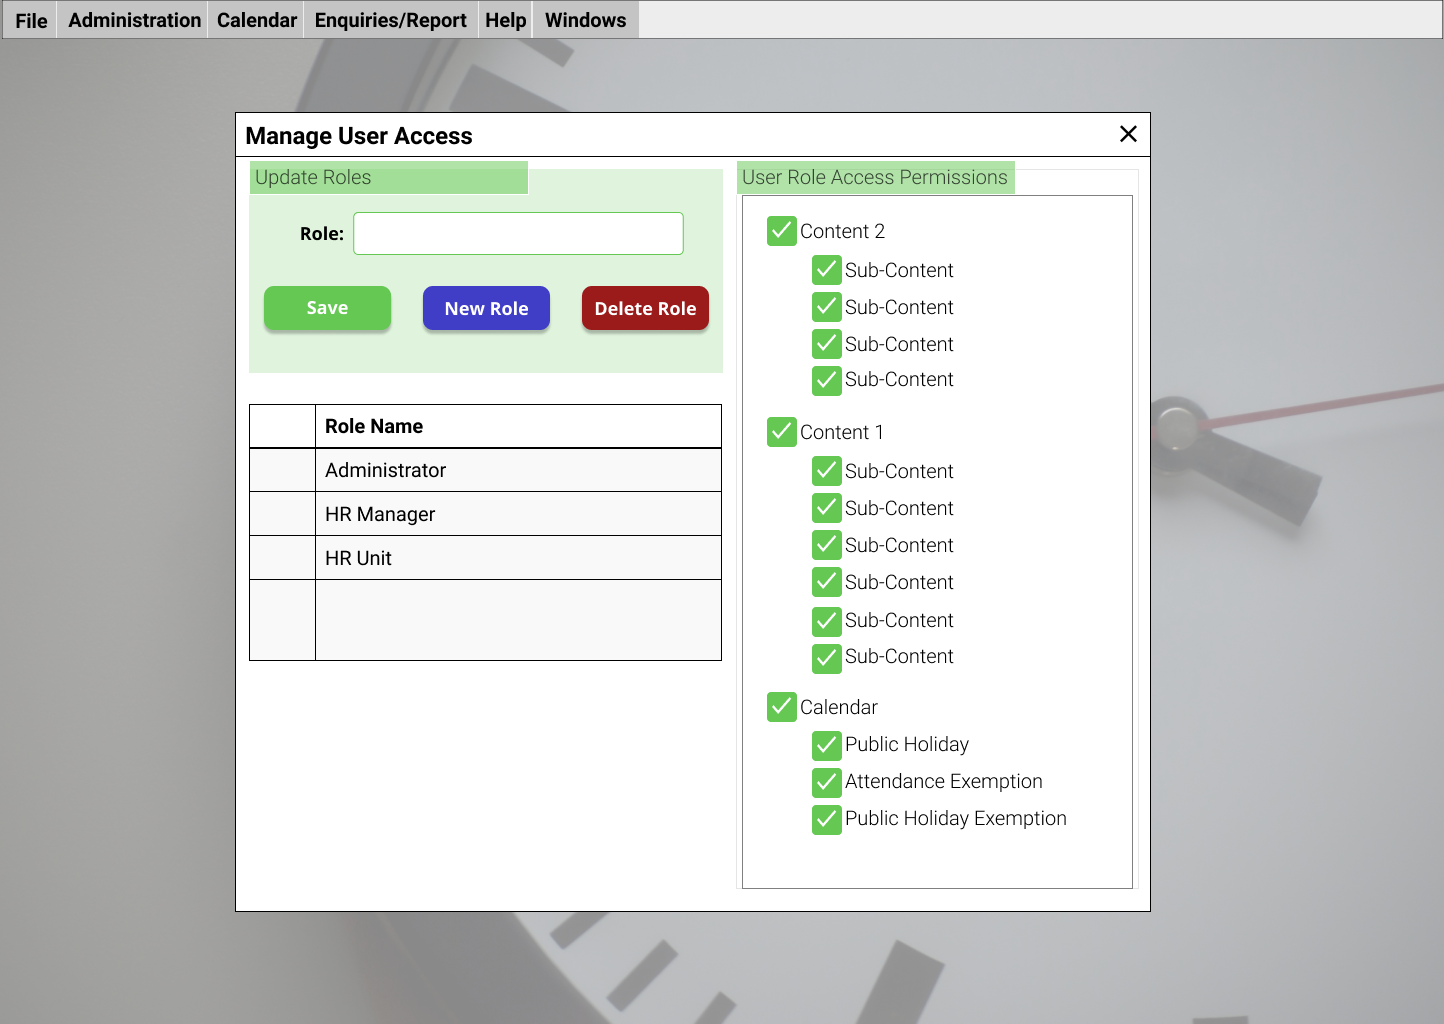 File Administration Calendar Enquiries/Report Help Windows
Manage User Access
Update Roles
Role:
Save New Role Delete Role
Role Name
Administrator
HR Manager
HR Unit
User Role Access Permissions
Content 2
Sub-Content
Sub-Content
Sub-Content
Sub-Content
Content 1
Sub-Content
Sub-Content
Sub-Content
Sub-Content
Sub-Content
Sub-Content
Calendar
Public Holiday
Attendance Exemption
Public Holiday Exemption